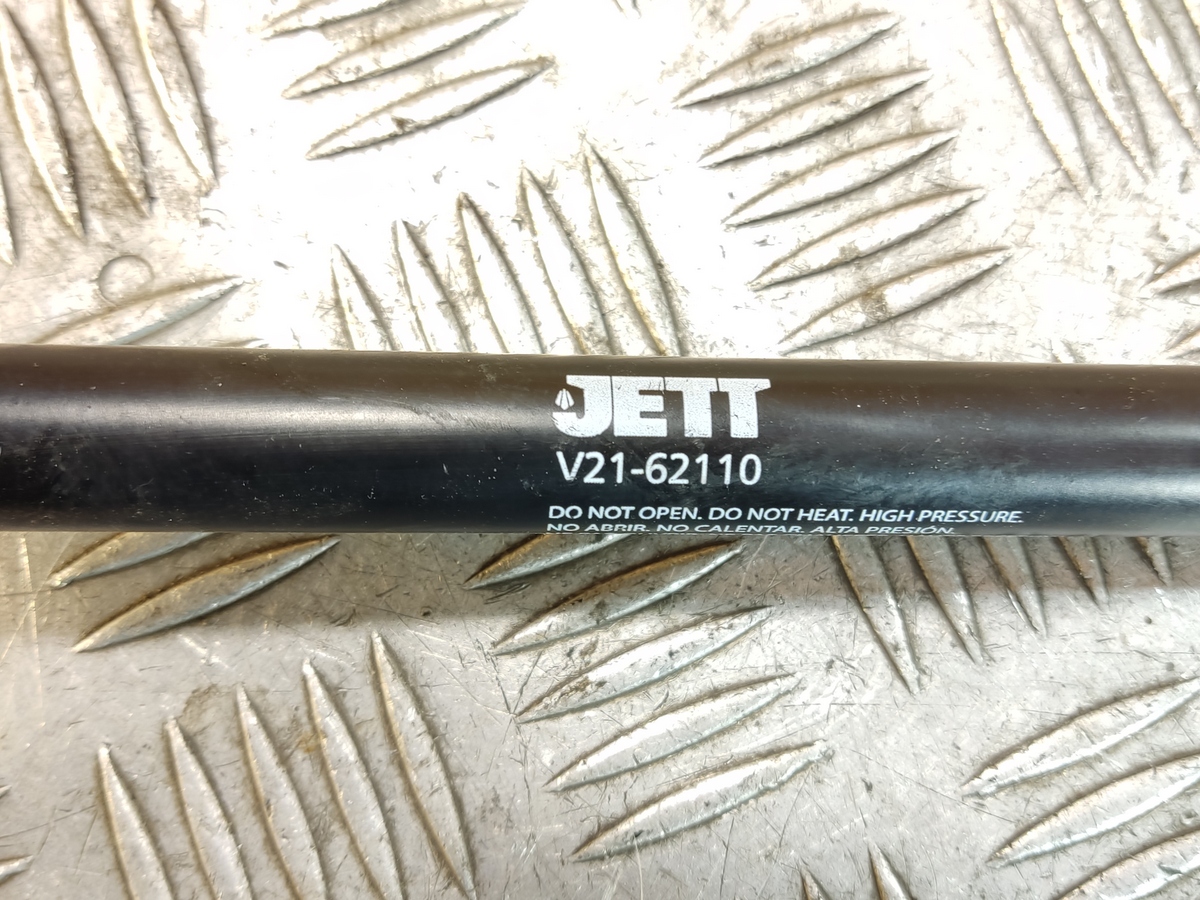 JETT
V21-62110
DO NOT OPEN. DO NOT HEAT. HIGH PRESSURE.
NO ABRIR. NO CALENTAR. ALTA PRESIÓN.